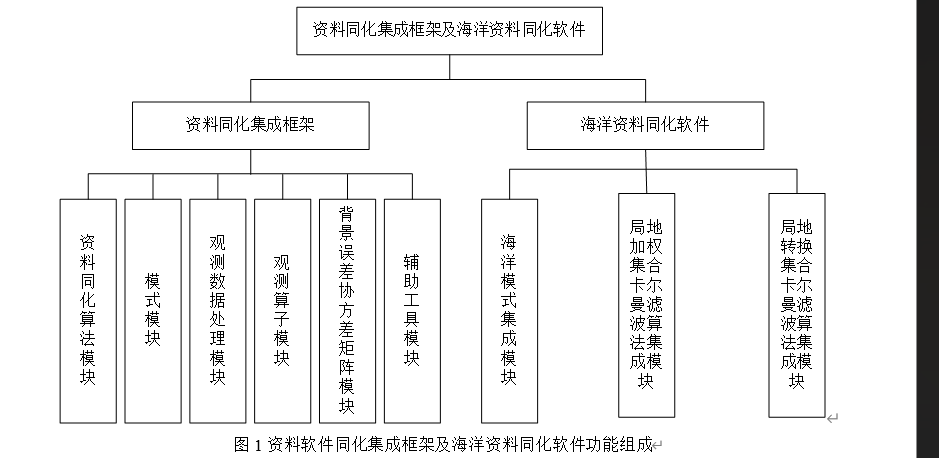 资料同化集成框架及海洋资料同化软件
资料同化集成框架
海洋资料同化软件
资料同化算法模块
模式模块
观测数据处理模块
观测算子模块
背景误差协方差矩阵模块
辅助工具模块
海洋模式集成模块
局地加权集合卡尔曼滤波算法集成模块
局地转换集合卡尔曼滤波算法集成模块
图 1 资料软件同化集成框架及海洋资料同化软件功能组成